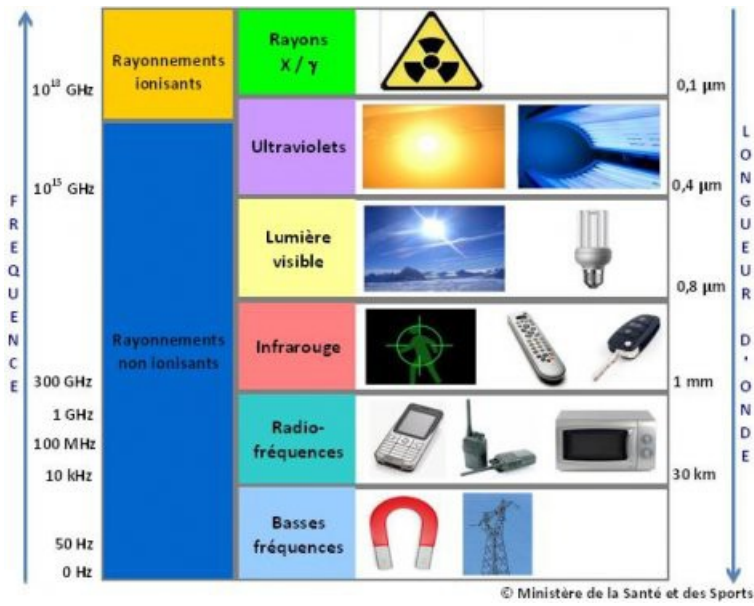 FREQUENCE
10¹⁸ GHz
10¹⁵ GHz
300 GHz
1 GHz
100 MHz
10 kHz
50 Hz
0 Hz
Rayonnements
ionisants
Rayonnements
non ionisants
Rayons
X / γ
Ultraviolets
Lumière
visible
Infrarouge
Radio-
fréquences
Basses
fréquences
0,1 µm
0,4 µm
0,8 µm
1 mm
30 km
LONGUEUR D'ONDE
© Ministère de la Santé et des Sports